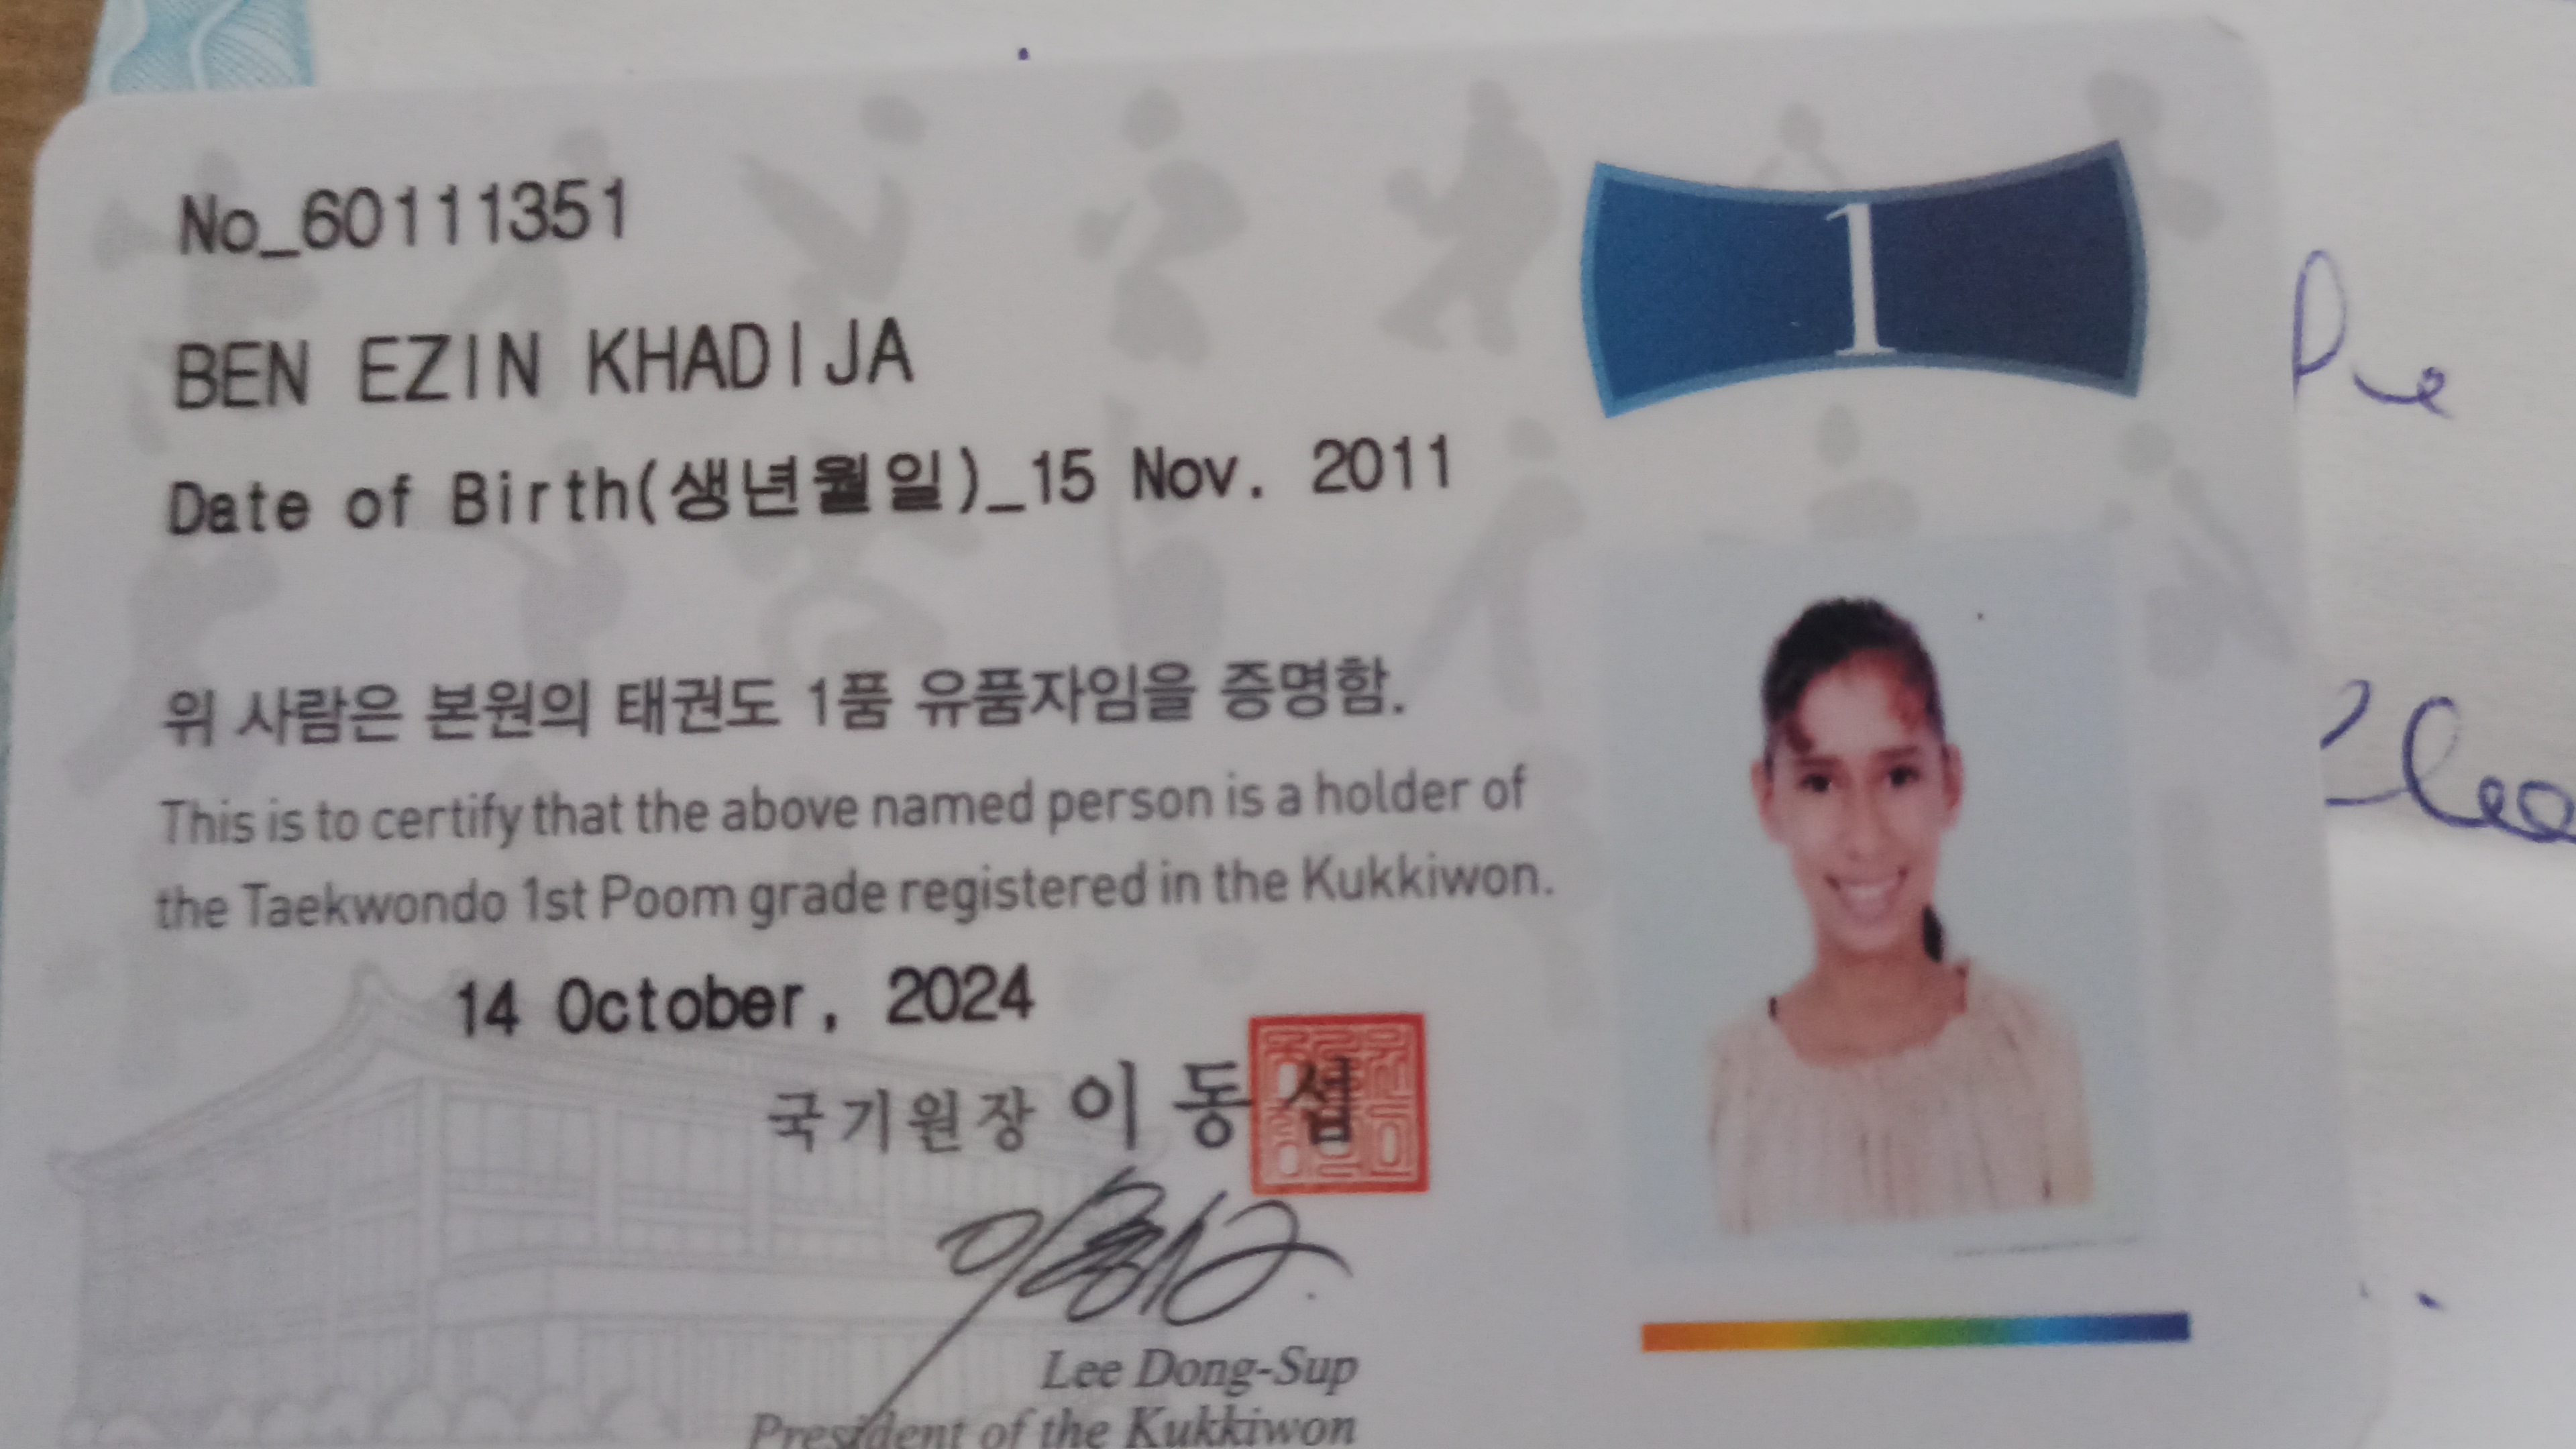 No_60111351
1
BEN EZIN KHADIJA
Date of Birth(생년월일)_15 Nov. 2011
위 사람은 본원의 태권도 1품 유품자임을 증명함.
This is to certify that the above named person is a holder of
the Taekwondo 1st Poom grade registered in the Kukkiwon.
14 October, 2024
국기원장 이동섭
Lee Dong-Sup
President of the Kukkiwon